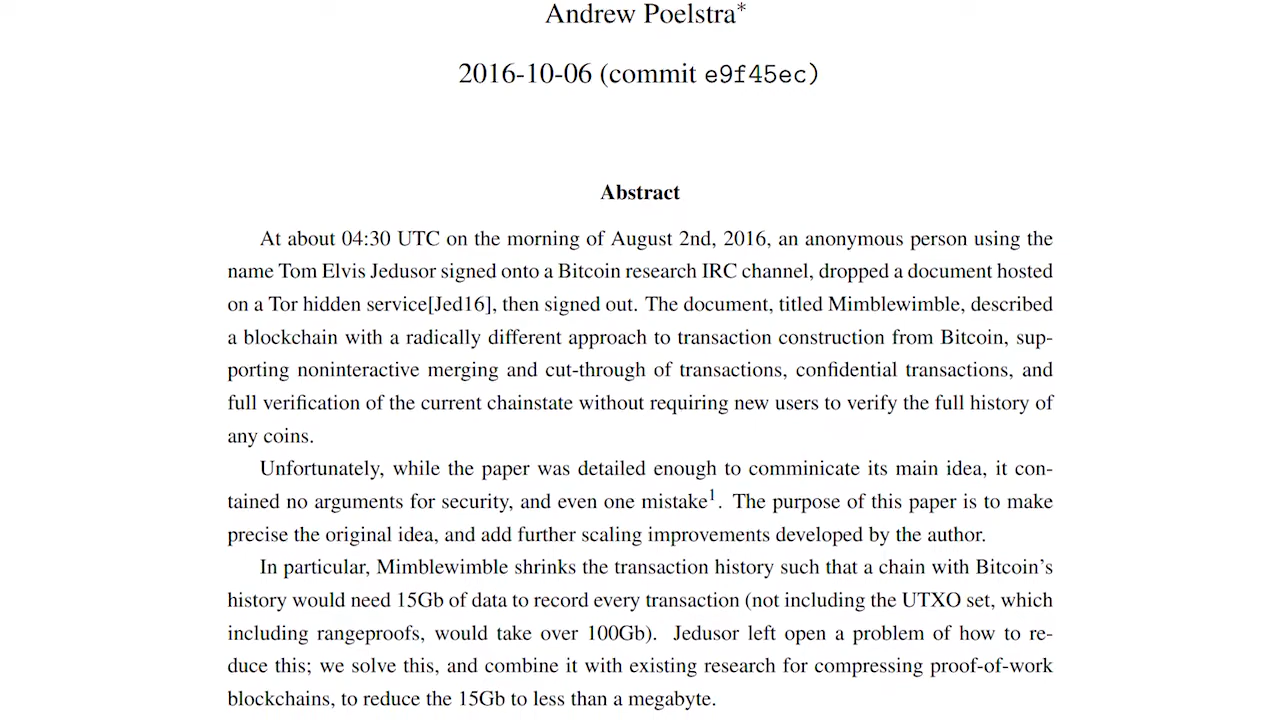 Andrew Poelstra*
2016-10-06 (commit e9f45ec)
Abstract
At about 04:30 UTC on the morning of August 2nd, 2016, an anonymous person using the
name Tom Elvis Jedusor signed onto a Bitcoin research IRC channel, dropped a document hosted
on a Tor hidden service[Jed16], then signed out. The document, titled Mimblewimble, described
a blockchain with a radically different approach to transaction construction from Bitcoin, sup-
porting noninteractive merging and cut-through of transactions, confidential transactions, and
full verification of the current chainstate without requiring new users to verify the full history of
any coins.
Unfortunately, while the paper was detailed enough to comminicate its main idea, it con-
tained no arguments for security, and even one mistake1. The purpose of this paper is to make
precise the original idea, and add further scaling improvements developed by the author.
In particular, Mimblewimble shrinks the transaction history such that a chain with Bitcoin's
history would need 15Gb of data to record every transaction (not including the UTXO set, which
including rangeproofs, would take over 100Gb). Jedusor left open a problem of how to re-
duce this; we solve this, and combine it with existing research for compressing proof-of-work
blockchains, to reduce the 15Gb to less than a megabyte.